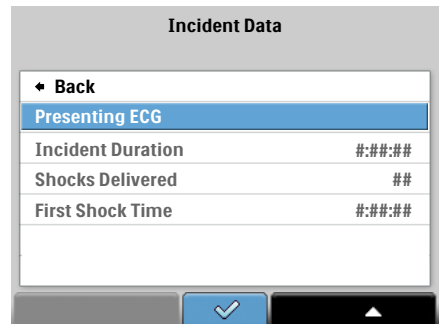 Incident Data
Back
Presenting ECG
Incident Duration #:##:##
Shocks Delivered ##
First Shock Time #:##:##